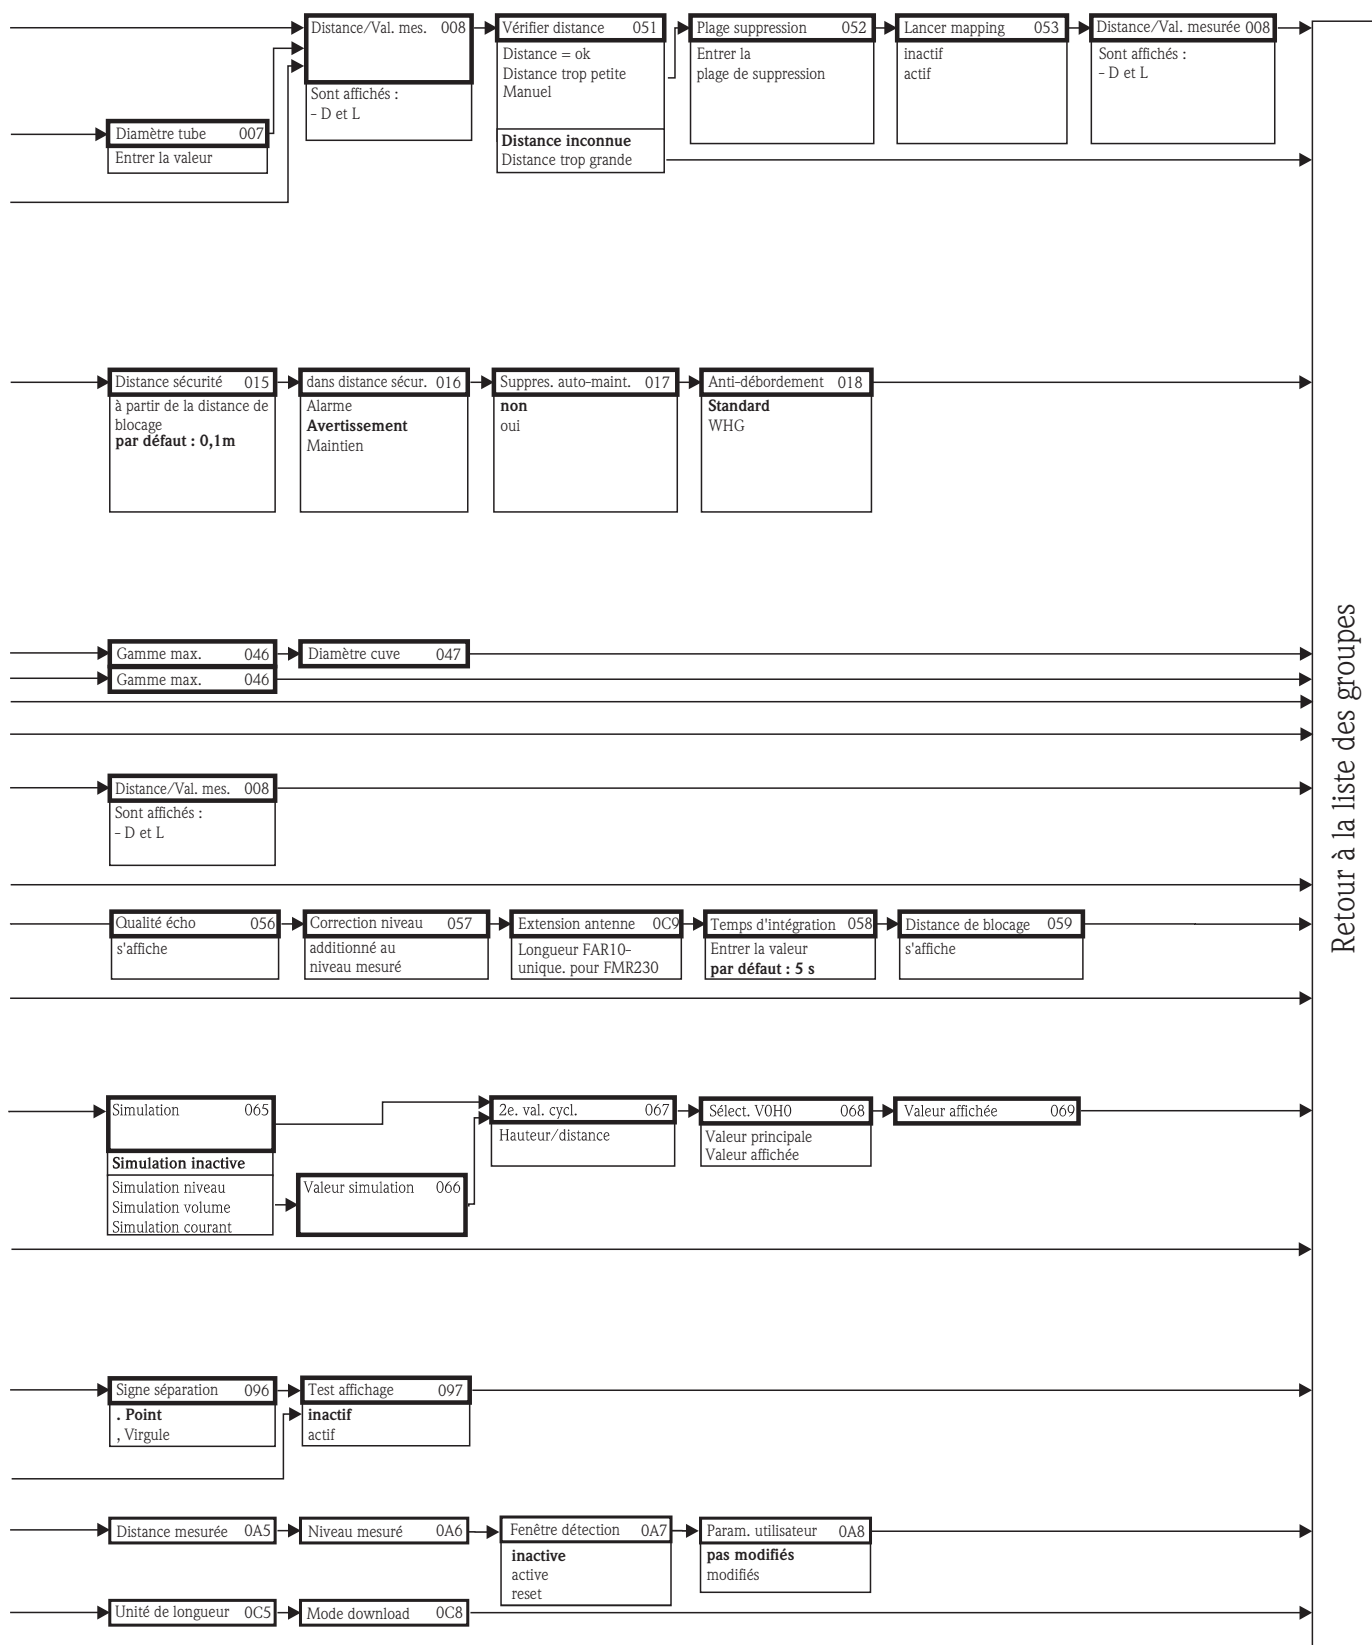 Distance/Val. mes. 008
Sont affichés :
- D et L
Vérifier distance 051
Distance = ok
Distance trop petite
Manuel
Distance inconnue
Distance trop grande
Plage suppression 052
Entrer la
plage de suppression
Lancer mapping 053
inactif
actif
Distance/Val. mesurée 008
Sont affichés :
- D et L
Diamètre tube 007
Entrer la valeur
Distance sécurité 015
à partir de la distance de
blocage
par défaut : 0,1m
dans distance sécur. 016
Alarme
Avertissement
Maintien
Suppres. auto-maint. 017
non
oui
Anti-débordement 018
Standard
WHG
Gamme max. 046
Diamètre cuve 047
Gamme max. 046
Distance/Val. mes. 008
Sont affichés :
- D et L
Qualité écho 056
s'affiche
Correction niveau 057
additionné au
niveau mesuré
Extension antenne 0C9
Longueur FAR10-
unique. pour FMR230
Temps d'intégration 058
Entrer la valeur
par défaut : 5 s
Distance de blocage 059
s'affiche
Simulation 065
Simulation inactive
Simulation niveau
Simulation volume
Simulation courant
Valeur simulation 066
2e. val. cycl. 067
Hauteur/distance
Sélect. V0H0 068
Valeur principale
Valeur affichée
Valeur affichée 069
Signe séparation 096
. Point
, Virgule
Test affichage 097
inactif
actif
Distance mesurée 0A5
Niveau mesuré 0A6
Fenêtre détection 0A7
inactive
active
reset
Param. utilisateur 0A8
pas modifiés
modifiés
Unité de longueur 0C5
Mode download 0C8
Retour à la liste des groupes